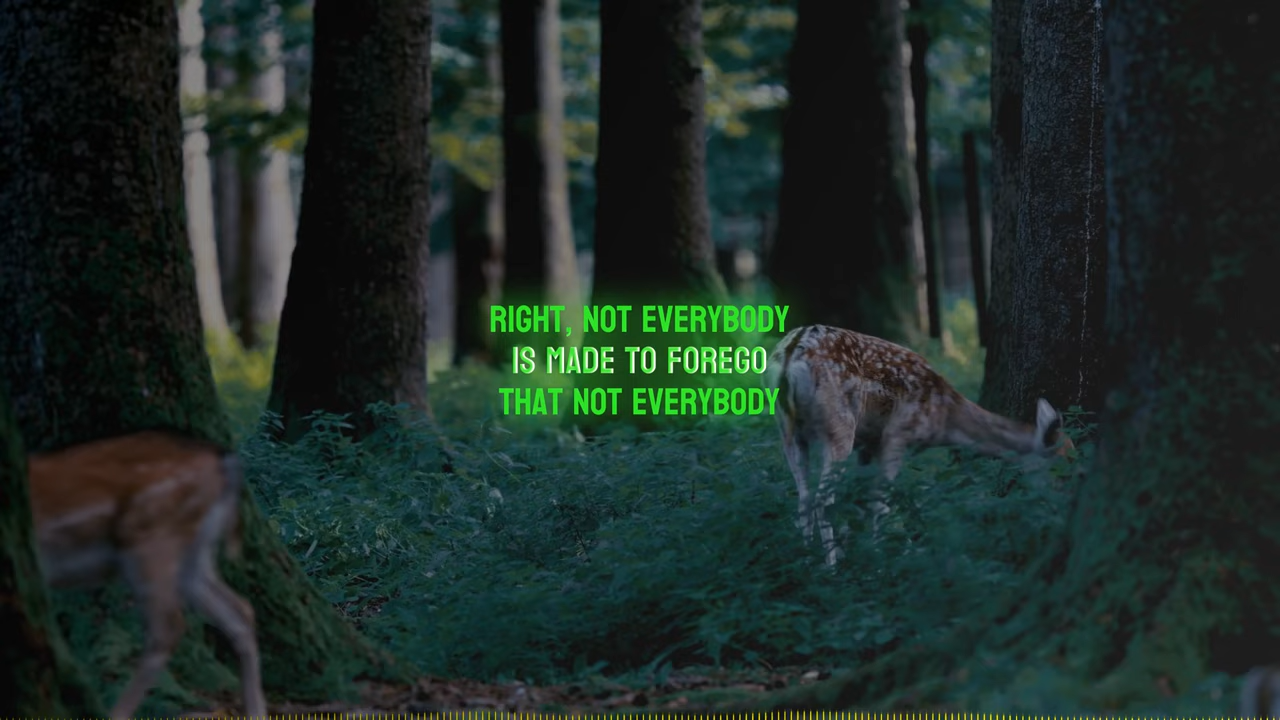 RIGHT, NOT EVERYBODY
IS MADE TO FOREGO
THAT NOT EVERYBODY